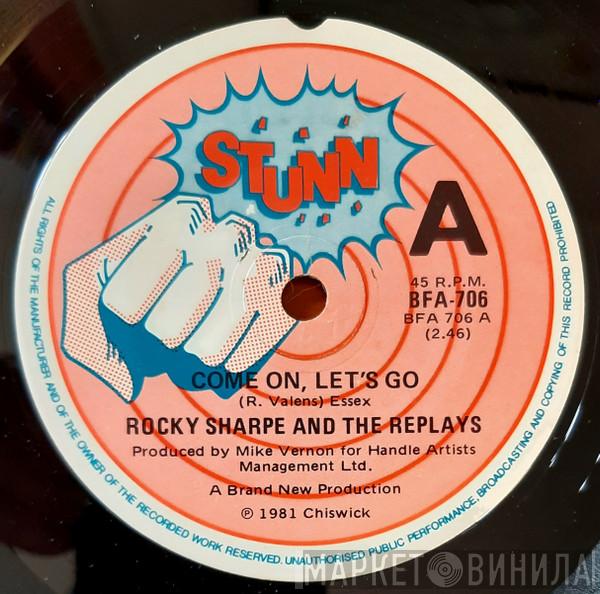 STUNN
A
45 R.P.M.
BFA-706
BFA 706 A
(2.46)
COME ON, LET'S GO
(R. Valens) Essex
ROCKY SHARPE AND THE REPLAYS
Produced by Mike Vernon for Handle Artists
Management Ltd.
A Brand New Production
℗ 1981 Chiswick
ALL RIGHTS OF THE MANUFACTURER AND OF THE OWNER OF THE RECORDED WORK RESERVED. UNAUTHORISED PUBLIC PERFORMANCE, BROADCASTING AND COPYING OF THIS RECORD PROHIBITED.
МАРКЕТ ВИНИЛА